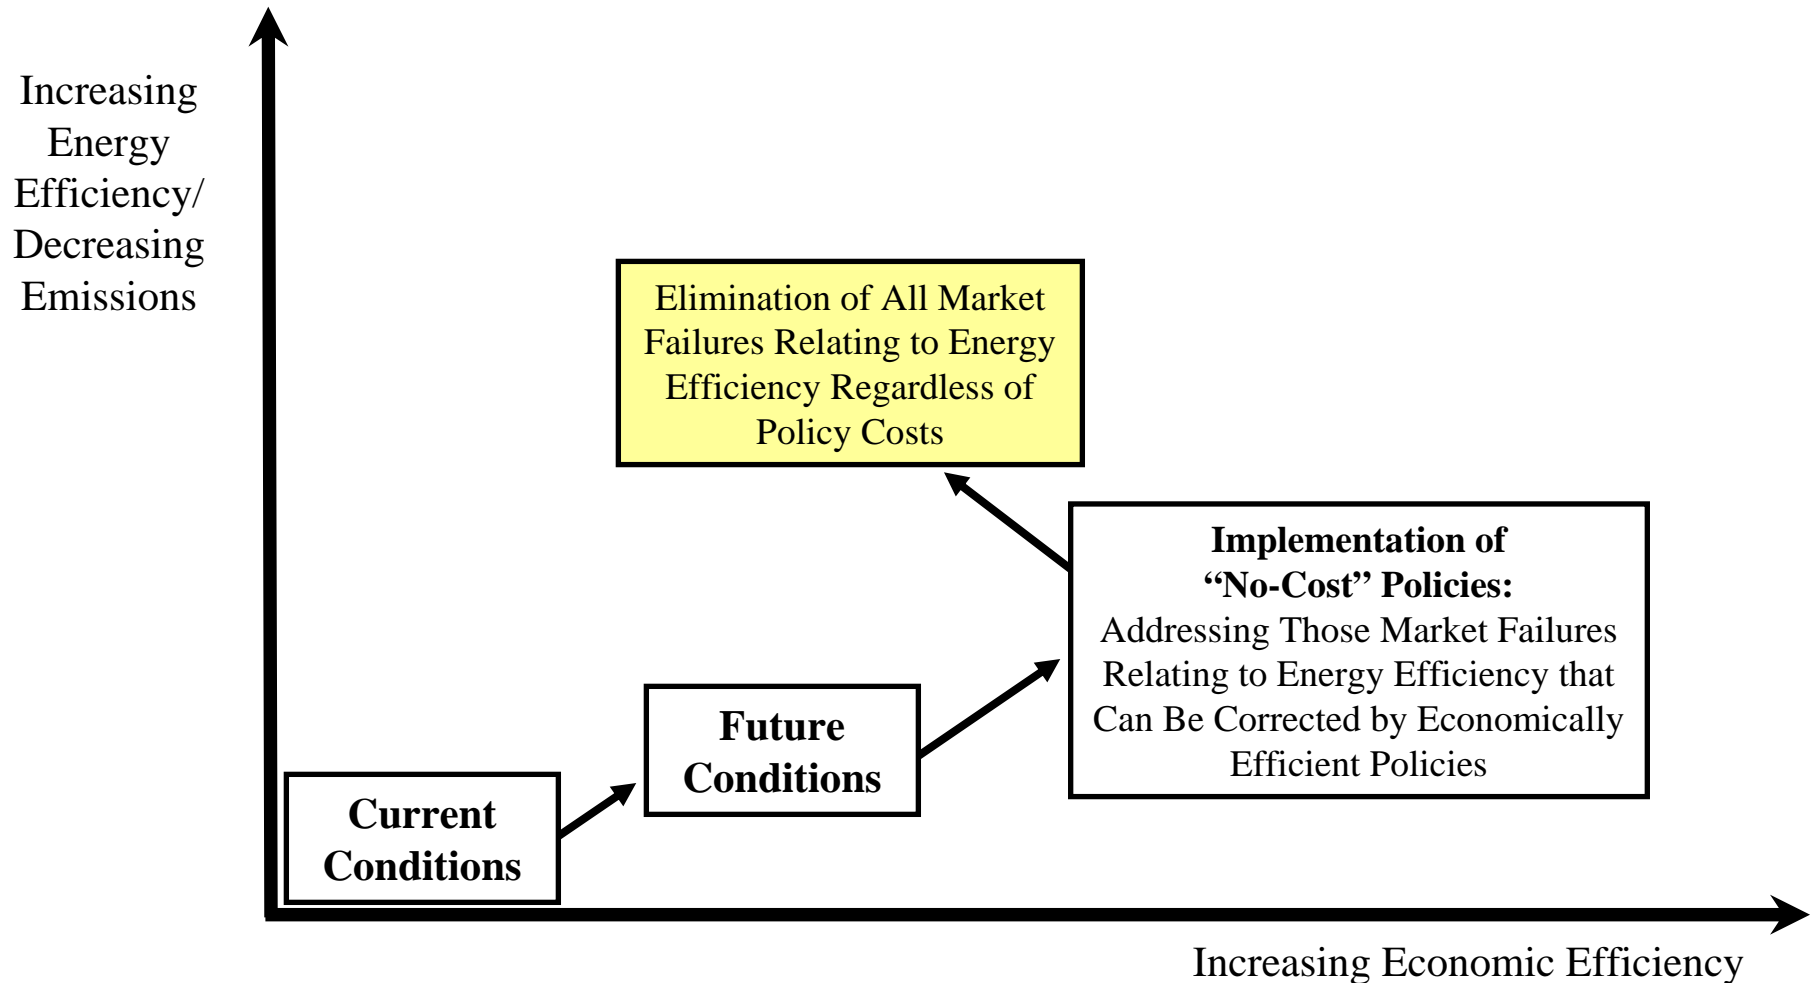 Increasing
Energy
Efficiency/
Decreasing
Emissions
Elimination of All Market
Failures Relating to Energy
Efficiency Regardless of
Policy Costs
Implementation of
“No-Cost” Policies:
Addressing Those Market Failures
Relating to Energy Efficiency that
Can Be Corrected by Economically
Efficient Policies
Future
Conditions
Current
Conditions
Increasing Economic Efficiency